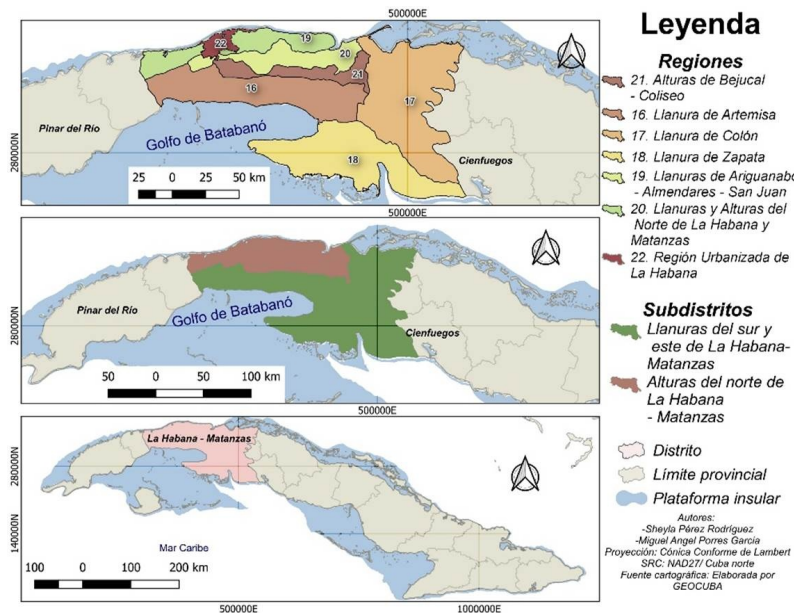 500000E
22
19
20
21
16
17
18
Pinar del Río
Golfo de Batabanó
Cienfuegos
280000N
25 0 25 50 km
500000E
Pinar del Río
Golfo de Batabanó
Cienfuegos
280000N
50 0 50 100 km
500000E
La Habana - Matanzas
280000N
140000N
Mar Caribe
100 0 100 200 km
500000E
1000000E
Leyenda
Regiones
21. Alturas de Bejucal
- Coliseo
16. Llanura de Artemisa
17. Llanura de Colón
18. Llanura de Zapata
19. Llanuras de Ariguanabo
- Almendares - San Juan
20. Llanuras y Alturas del
Norte de La Habana y
Matanzas
22. Región Urbanizada de
La Habana
Subdistritos
Llanuras del sur y
este de La Habana-
Matanzas
Alturas del norte de
La Habana
- Matanzas
Distrito
Límite provincial
Plataforma insular
Autores:
-Sheyla Pérez Rodríguez
-Miguel Angel Porres García
Proyección: Cónica Conforme de Lambert
SRC: NAD27/ Cuba norte
Fuente cartográfica: Elaborada por
GEOCUBA